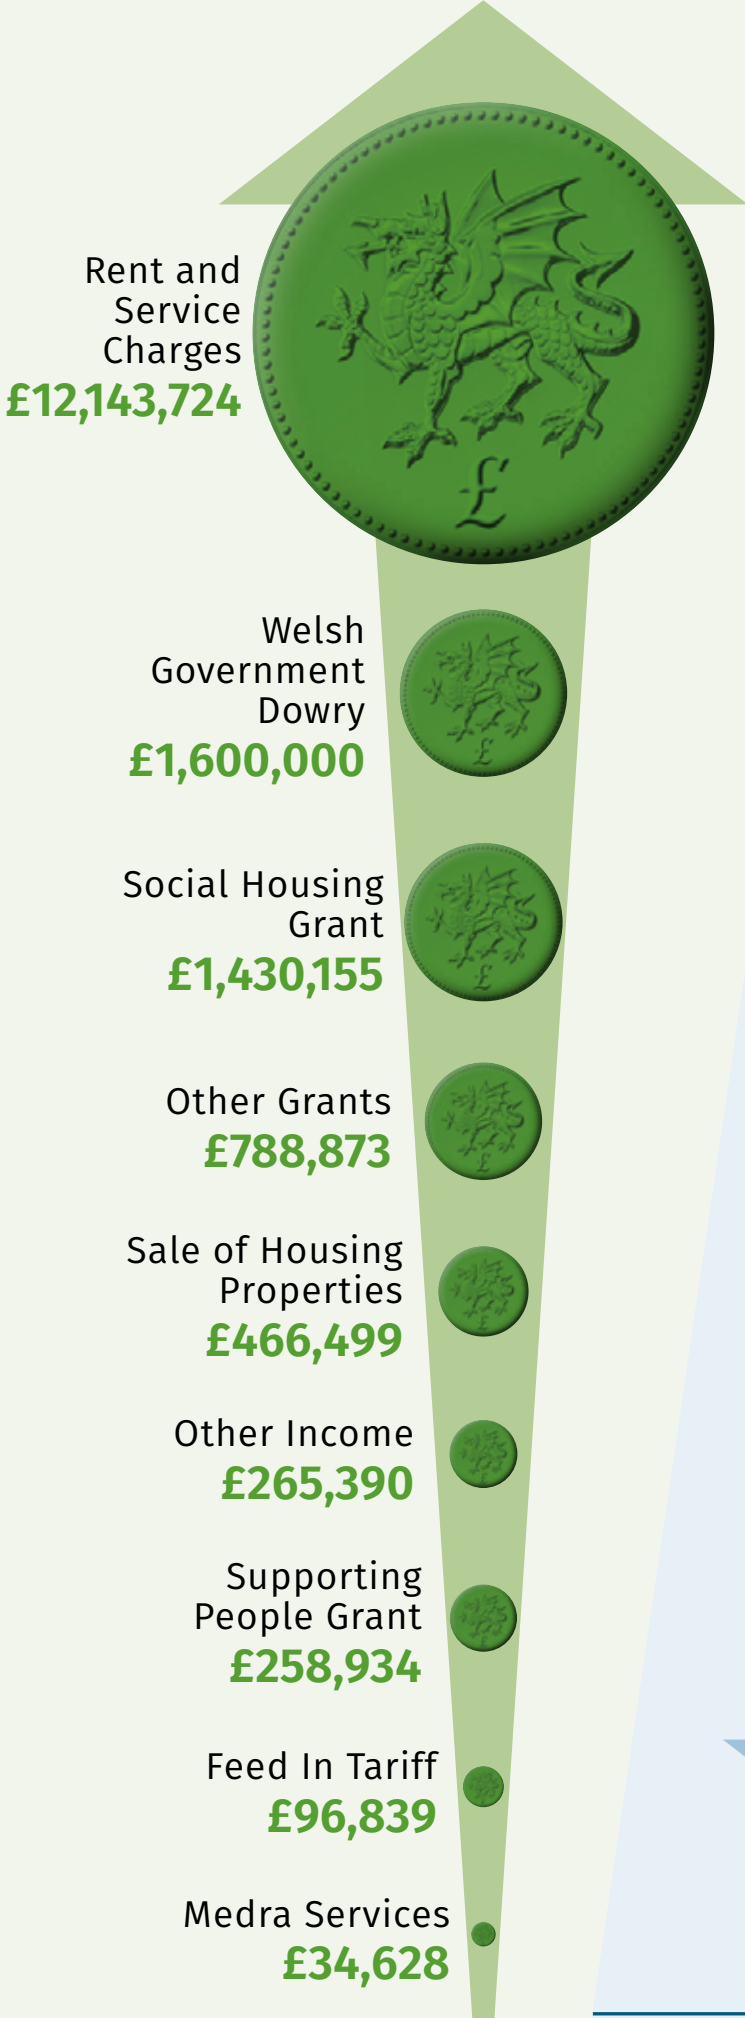 Rent and
Service
Charges
£12,143,724
£
Welsh
Government
Dowry
£1,600,000
£
Social Housing
Grant
£1,430,155
£
Other Grants
£788,873
£
Sale of Housing
Properties
£466,499
£
Other Income
£265,390
£
Supporting
People Grant
£258,934
£
Feed In Tariff
£96,839
Medra Services
£34,628